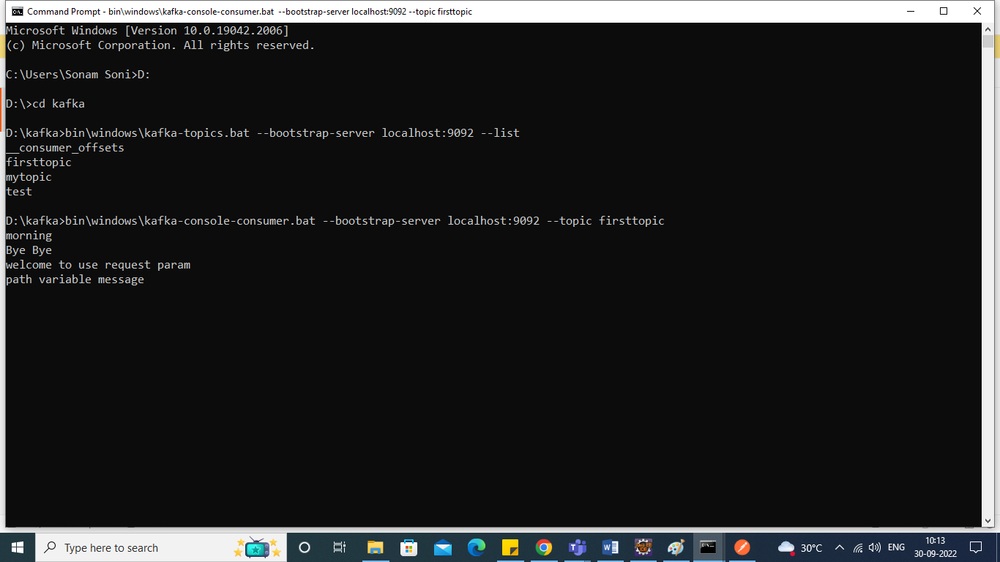 Command Prompt - bin\windows\kafka-console-consumer.bat  --bootstrap-server localhost:9092 --topic firsttopic
Microsoft Windows [Version 10.0.19042.2006]
(c) Microsoft Corporation. All rights reserved.
C:\Users\Sonam Soni>D:
D:\>cd kafka
D:\kafka>bin\windows\kafka-topics.bat --bootstrap-server localhost:9092 --list
__consumer_offsets
firsttopic
mytopic
test
D:\kafka>bin\windows\kafka-console-consumer.bat --bootstrap-server localhost:9092 --topic firsttopic
morning
Bye Bye
welcome to use request param
path variable message
Type here to search
30°C
ENG
10:13
30-09-2022